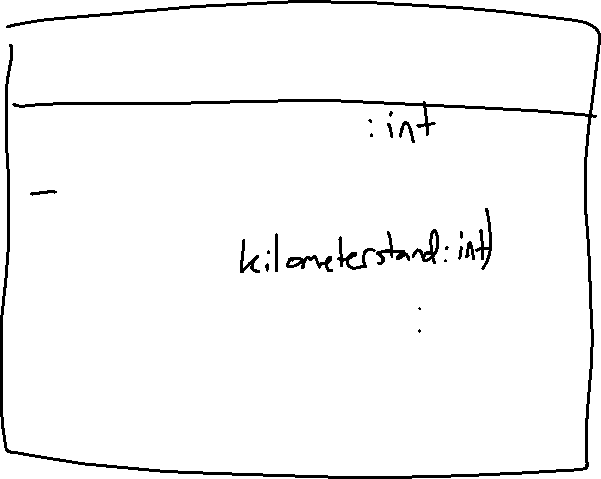 : int
-
kilometerstand: int)
: